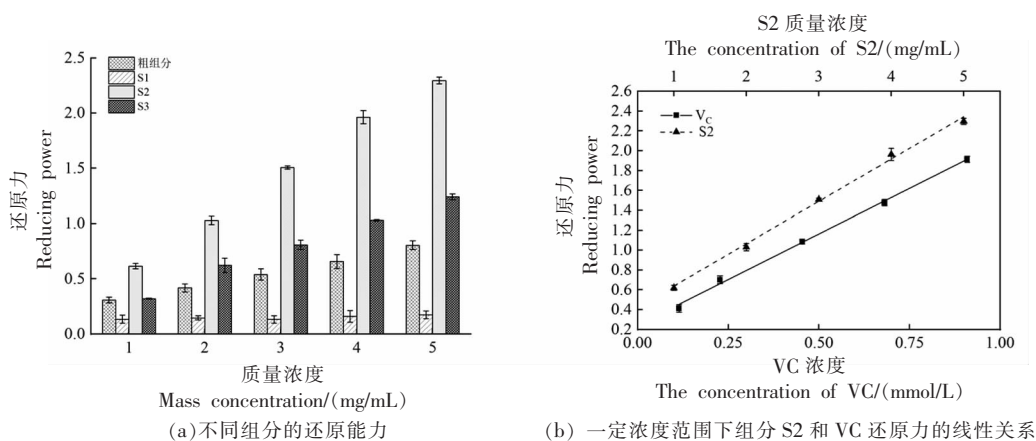 2.5
2.0
1.5
1.0
0.5
0.0
粗组分
S1
S2
S3
还原力
Reducing power
1 2 3 4 5
质量浓度
Mass concentration/(mg/mL)
(a)不同组分的还原能力
S2 质量浓度
The concentration of S2/(mg/mL)
1 2 3 4 5
2.6
2.4
2.2
2.0
1.8
1.6
1.4
1.2
1.0
0.8
0.6
0.4
0.2
VC
S2
还原力
Reducing power
0.00 0.25 0.50 0.75 1.00
VC 浓度
The concentration of VC/(mmol/L)
(b) 一定浓度范围下组分 S2 和 VC 还原力的线性关系